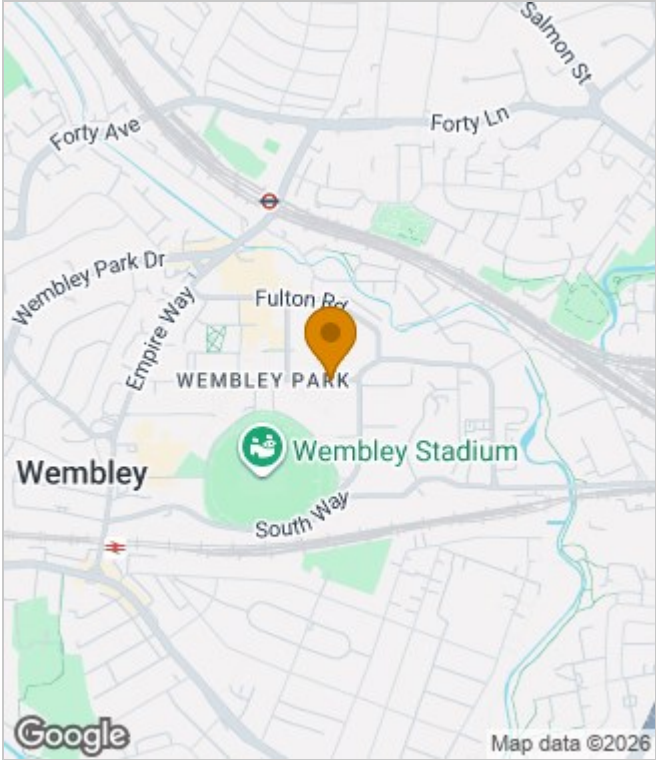 Salmon St
Forty Ave
Forty Ln
Wembley Park Dr
Empire Way
Fulton Rd
WEMBLEY PARK
Wembley Stadium
Wembley
South Way
Google
Map data ©2026